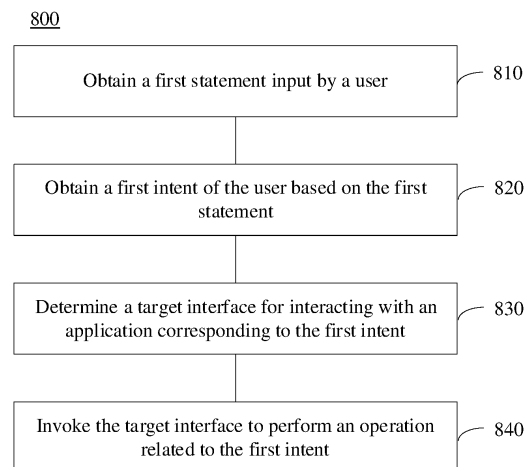 800
Obtain a first statement input by a user
810
Obtain a first intent of the user based on the first
statement
820
Determine a target interface for interacting with an
application corresponding to the first intent
830
Invoke the target interface to perform an operation
related to the first intent
840